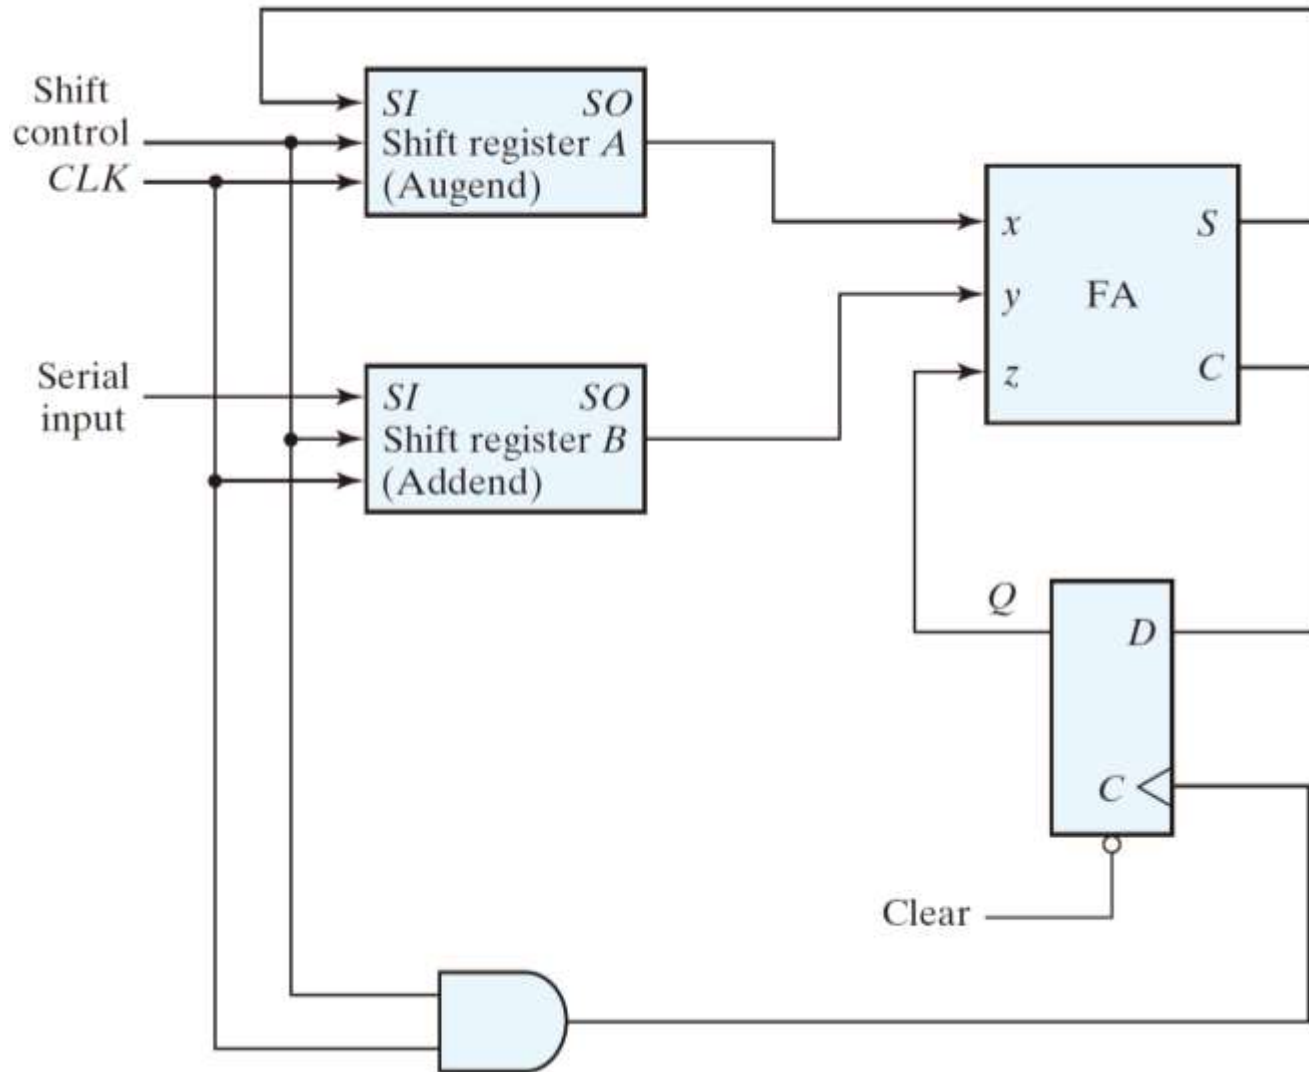 Shift
control
CLK
SI SO
Shift register A
(Augend)
x S
y FA
z C
Serial
input
SI SO
Shift register B
(Addend)
Q
D
C
Clear